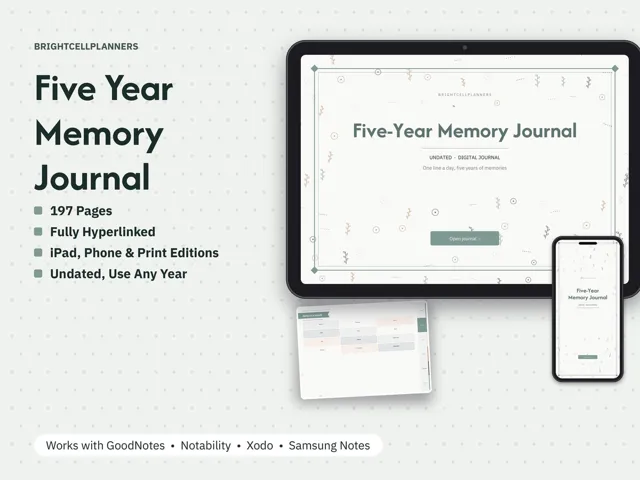 BRIGHTCELLPLANNERS
Five Year
Memory
Journal
197 Pages
Fully Hyperlinked
iPad, Phone & Print Editions
Undated, Use Any Year
Works with GoodNotes • Notability • Xodo • Samsung Notes
BRIGHTCELLPLANNERS
Five-Year Memory Journal
UNDATED · DIGITAL JOURNAL
One line a day, five years of memories
Open Journal
Five-Year
Memory Journal